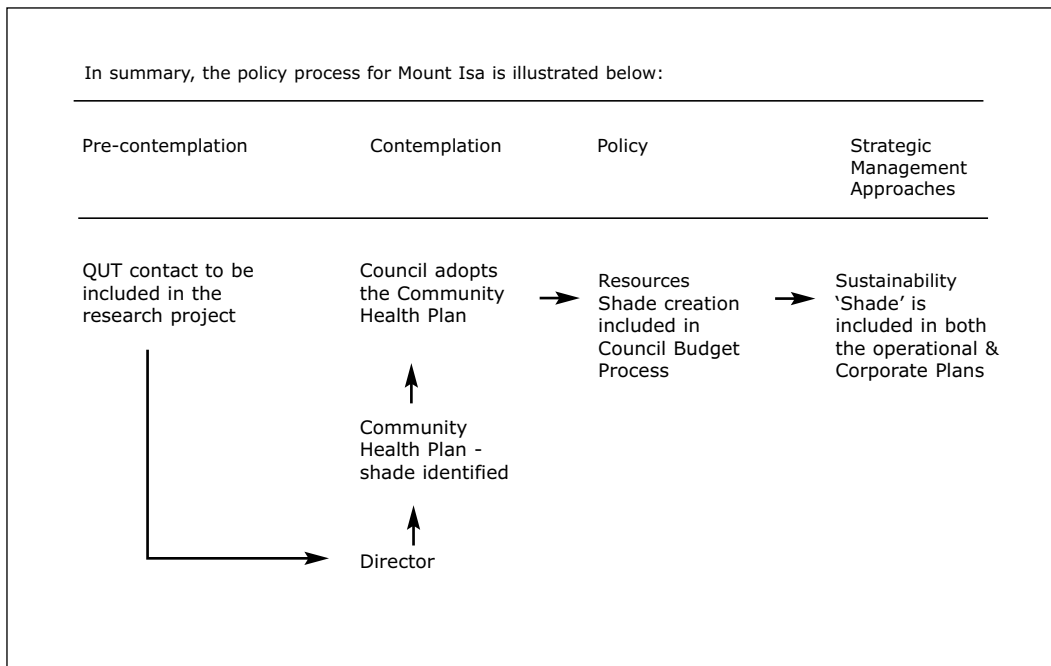 In summary, the policy process for Mount Isa is illustrated below:
Pre-contemplation
Contemplation
Policy
Strategic
Management
Approaches
QUT contact to be
included in the
research project
Council adopts
the Community
Health Plan
Resources
Shade creation
included in
Council Budget
Process
Sustainability
‘Shade’ is
included in both
the operational &
Corporate Plans
Community
Health Plan -
shade identified
Director